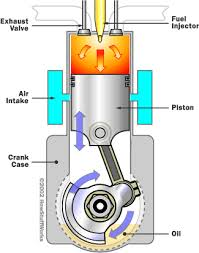 Exhaust
Valve
Fuel
Injector
Air
Intake
Piston
Crank
Case
©2002 HowStuffWorks
Oil